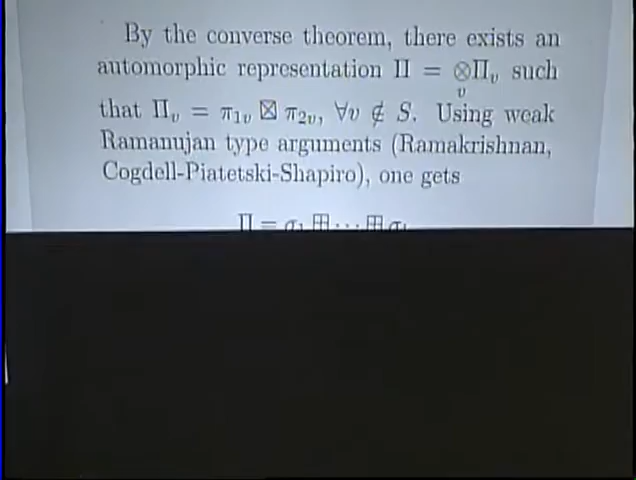 By the converse theorem, there exists an
automorphic representation Π = ⊗Π_v such
v
that Π_v = π_{1v} ⊠ π_{2v}, ∀v ∉ S. Using weak
Ramanujan type arguments (Ramakrishnan,
Cogdell-Piatetski-Shapiro), one gets
Π = σ₁ ⊞ ⋯ ⊞ σ